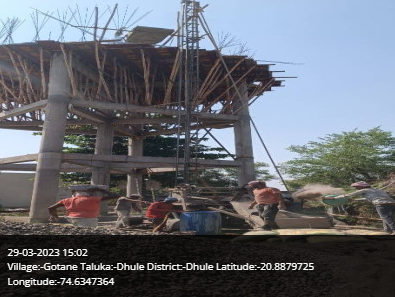 29-03-2023 15:02
Village:-Gotane Taluka:-Dhule District:-Dhule Latitude:-20.8879725
Longitude:-74.6347364